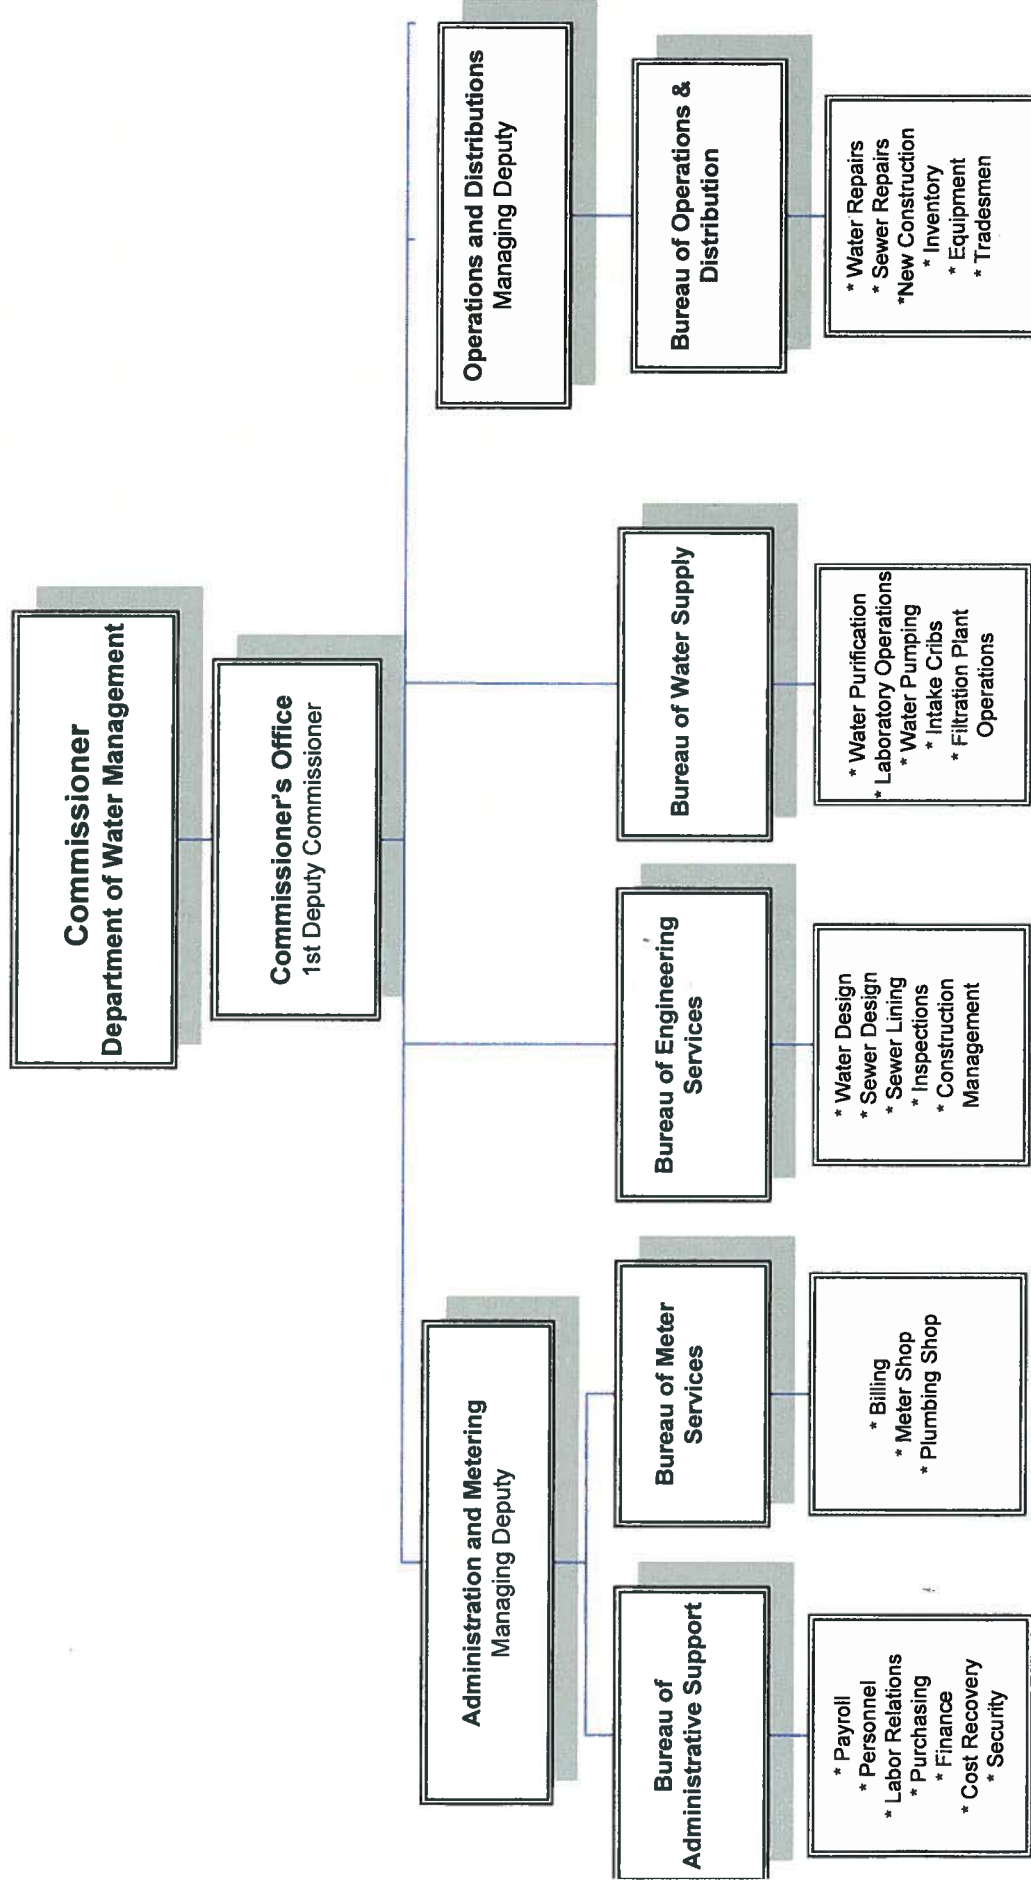 Commissioner
Department of Water Management
Commissioner's Office
1st Deputy Commissioner
Administration and Metering
Managing Deputy
Operations and Distributions
Managing Deputy
Bureau of
Administrative Support
Bureau of Meter
Services
Bureau of Engineering
Services
Bureau of Water Supply
Bureau of Operations &
Distribution
* Payroll
* Personnel
* Labor Relations
* Purchasing
* Finance
* Cost Recovery
* Security
* Billing
* Meter Shop
* Plumbing Shop
* Water Design
* Sewer Design
* Sewer Lining
* Inspections
* Construction
Management
* Water Purification
* Laboratory Operations
* Water Pumping
* Intake Cribs
* Filtration Plant
Operations
* Water Repairs
* Sewer Repairs
*New Construction
* Inventory
* Equipment
* Tradesmen